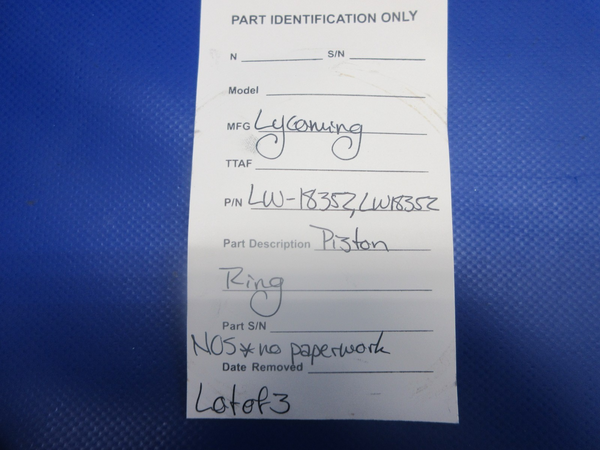 PART IDENTIFICATION ONLY
N S/N
Model
MFG Lycoming
TTAF
P/N LW-18352, LW18352
Part Description Piston
Ring
Part S/N
NOS * no paperwork
Date Removed
Lot of 3